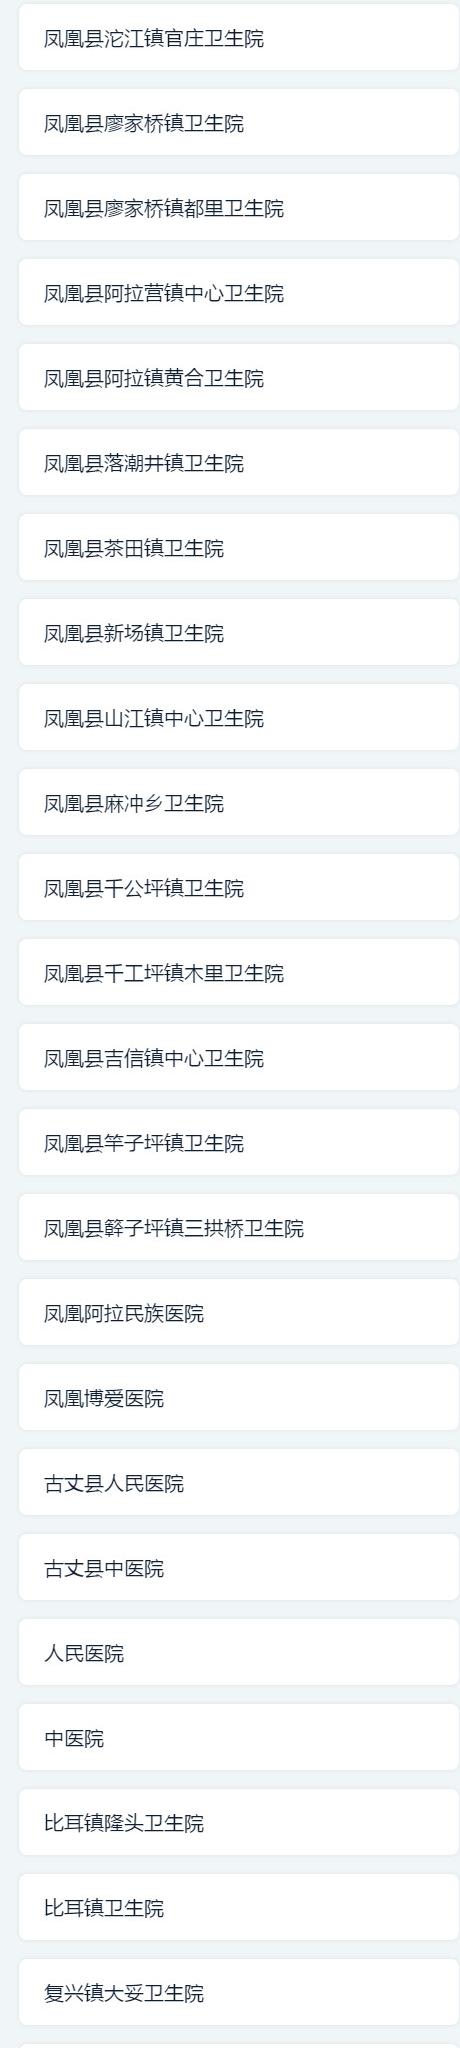 凤凰县沱江镇官庄卫生院
凤凰县廖家桥镇卫生院
凤凰县廖家桥镇都里卫生院
凤凰县阿拉营镇中心卫生院
凤凰县阿拉镇黄合卫生院
凤凰县落潮井镇卫生院
凤凰县茶田镇卫生院
凤凰县新场镇卫生院
凤凰县山江镇中心卫生院
凤凰县麻冲乡卫生院
凤凰县千公坪镇卫生院
凤凰县千工坪镇木里卫生院
凤凰县吉信镇中心卫生院
凤凰县竿子坪镇卫生院
凤凰县簳子坪镇三拱桥卫生院
凤凰阿拉民族医院
凤凰博爱医院
古丈县人民医院
古丈县中医院
人民医院
中医院
比耳镇隆头卫生院
比耳镇卫生院
复兴镇大妥卫生院